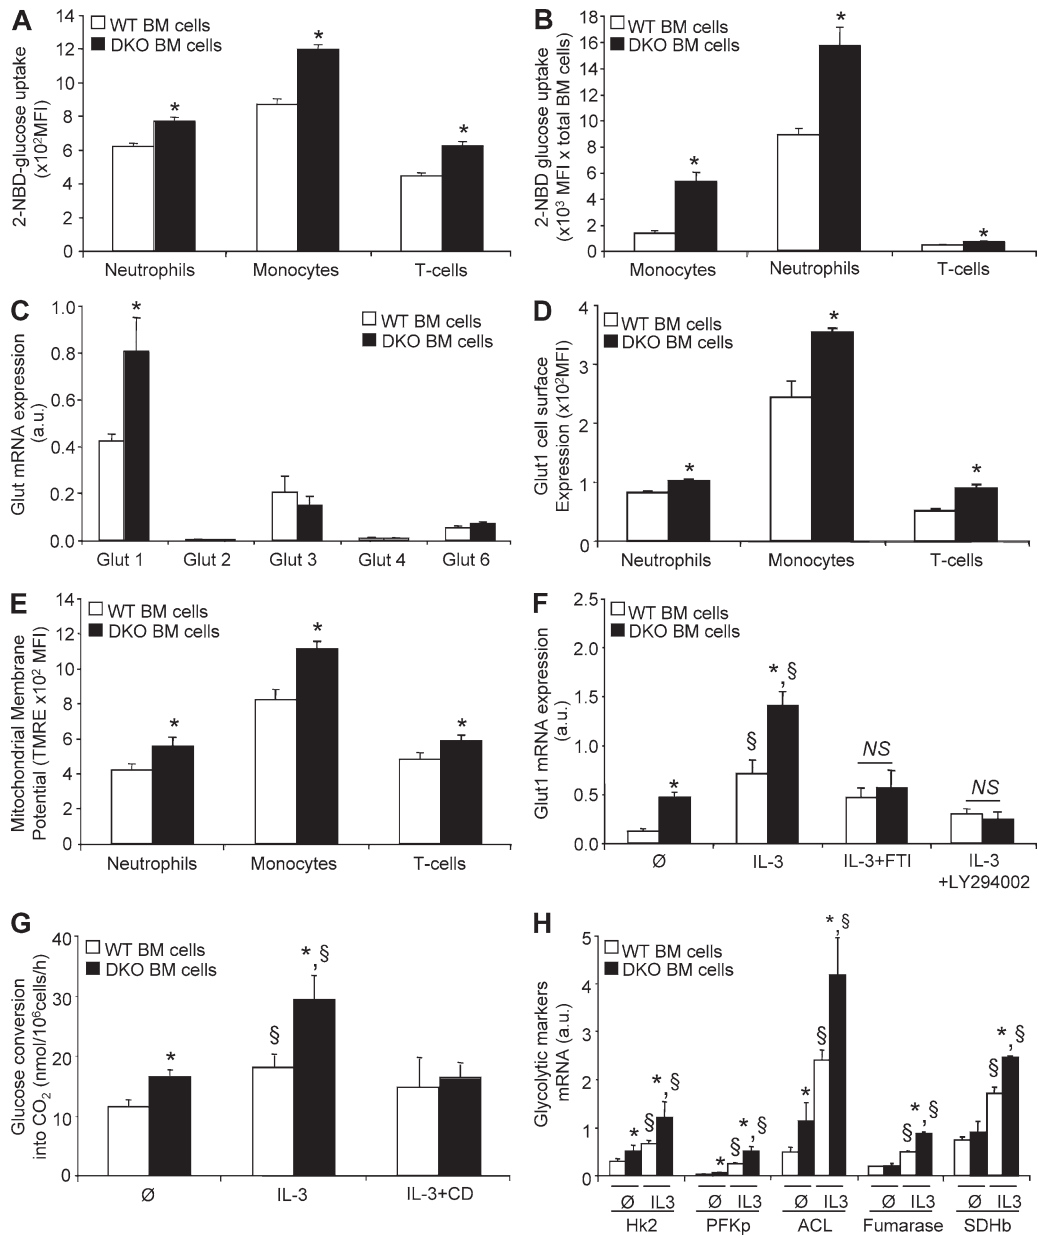 A
2-NBD-glucose uptake
(x10²MFI)
14
12
10
8
6
4
2
0
WT BM cells
DKO BM cells
*
*
*
Neutrophils
Monocytes
T-cells
B
2-NBD glucose uptake
(x10³ MFI x total BM cells)
18
16
14
12
10
8
6
4
2
0
WT BM cells
DKO BM cells
*
*
*
Monocytes
Neutrophils
T-cells
C
Glut mRNA expression
(a.u.)
1.0
0.8
0.6
0.4
0.2
0.0
WT BM cells
DKO BM cells
*
Glut 1
Glut 2
Glut 3
Glut 4
Glut 6
D
Glut1 cell surface
Expression (x10²MFI)
4
3
2
1
0
WT BM cells
DKO BM cells
*
*
*
Neutrophils
Monocytes
T-cells
E
Mitochondrial Membrane
Potential (TMRE x10² MFI)
14
12
10
8
6
4
2
0
WT BM cells
DKO BM cells
*
*
*
Neutrophils
Monocytes
T-cells
F
Glut1 mRNA expression
(a.u.)
2.5
2.0
1.5
1.0
0.5
0.0
WT BM cells
DKO BM cells
*
§
*,§
NS
NS
Ø
IL-3
IL-3+FTI
IL-3
+LY294002
G
Glucose conversion
into CO₂ (nmol/10⁶cells/h)
40
30
20
10
0
WT BM cells
DKO BM cells
*
§
*,§
Ø
IL-3
IL-3+CD
H
Glycolytic markers
mRNA (a.u.)
5
4
3
2
1
0
WT BM cells
DKO BM cells
*
§
*,§
*
§
*,§
*
§
*,§
§
*,§
§
*,§
Ø IL3 Ø IL3 Ø IL3 Ø IL3 Ø IL3
Hk2 PFKp ACL Fumarase SDHb